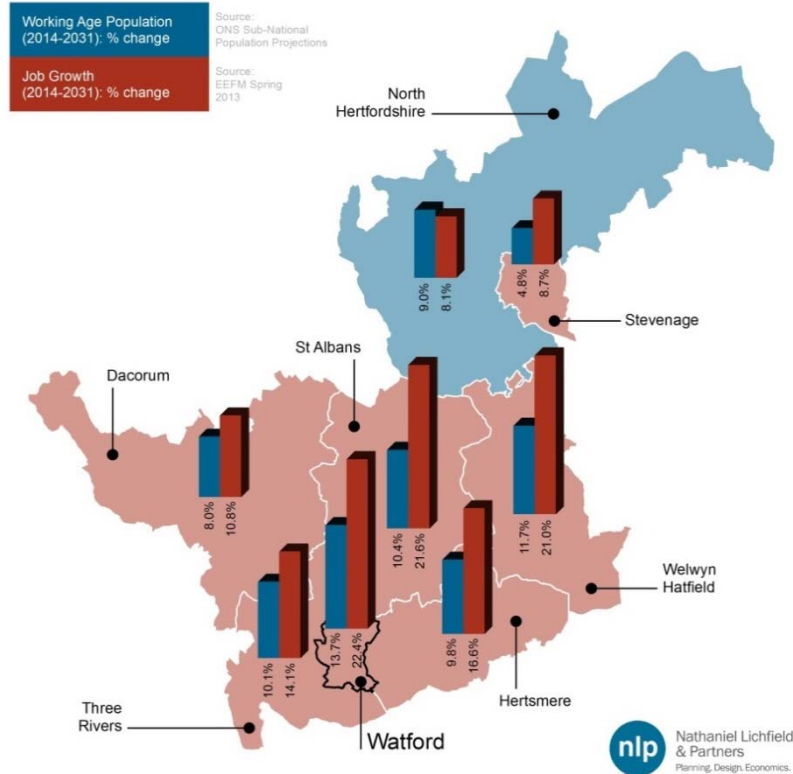 Working Age Population
(2014-2031): % change
Source:
ONS Sub-National
Population Projections
Job Growth
(2014-2031): % change
Source:
EEFM Spring
2013
North
Hertfordshire
9.0%
8.1%
4.8%
8.7%
Stevenage
St Albans
Dacorum
8.0%
10.8%
10.4%
21.6%
11.7%
21.0%
Welwyn
Hatfield
13.7%
22.4%
9.8%
16.6%
10.1%
14.1%
Hertsmere
Three
Rivers
Watford
nlp
Nathaniel Lichfield
& Partners
Planning. Design. Economics.